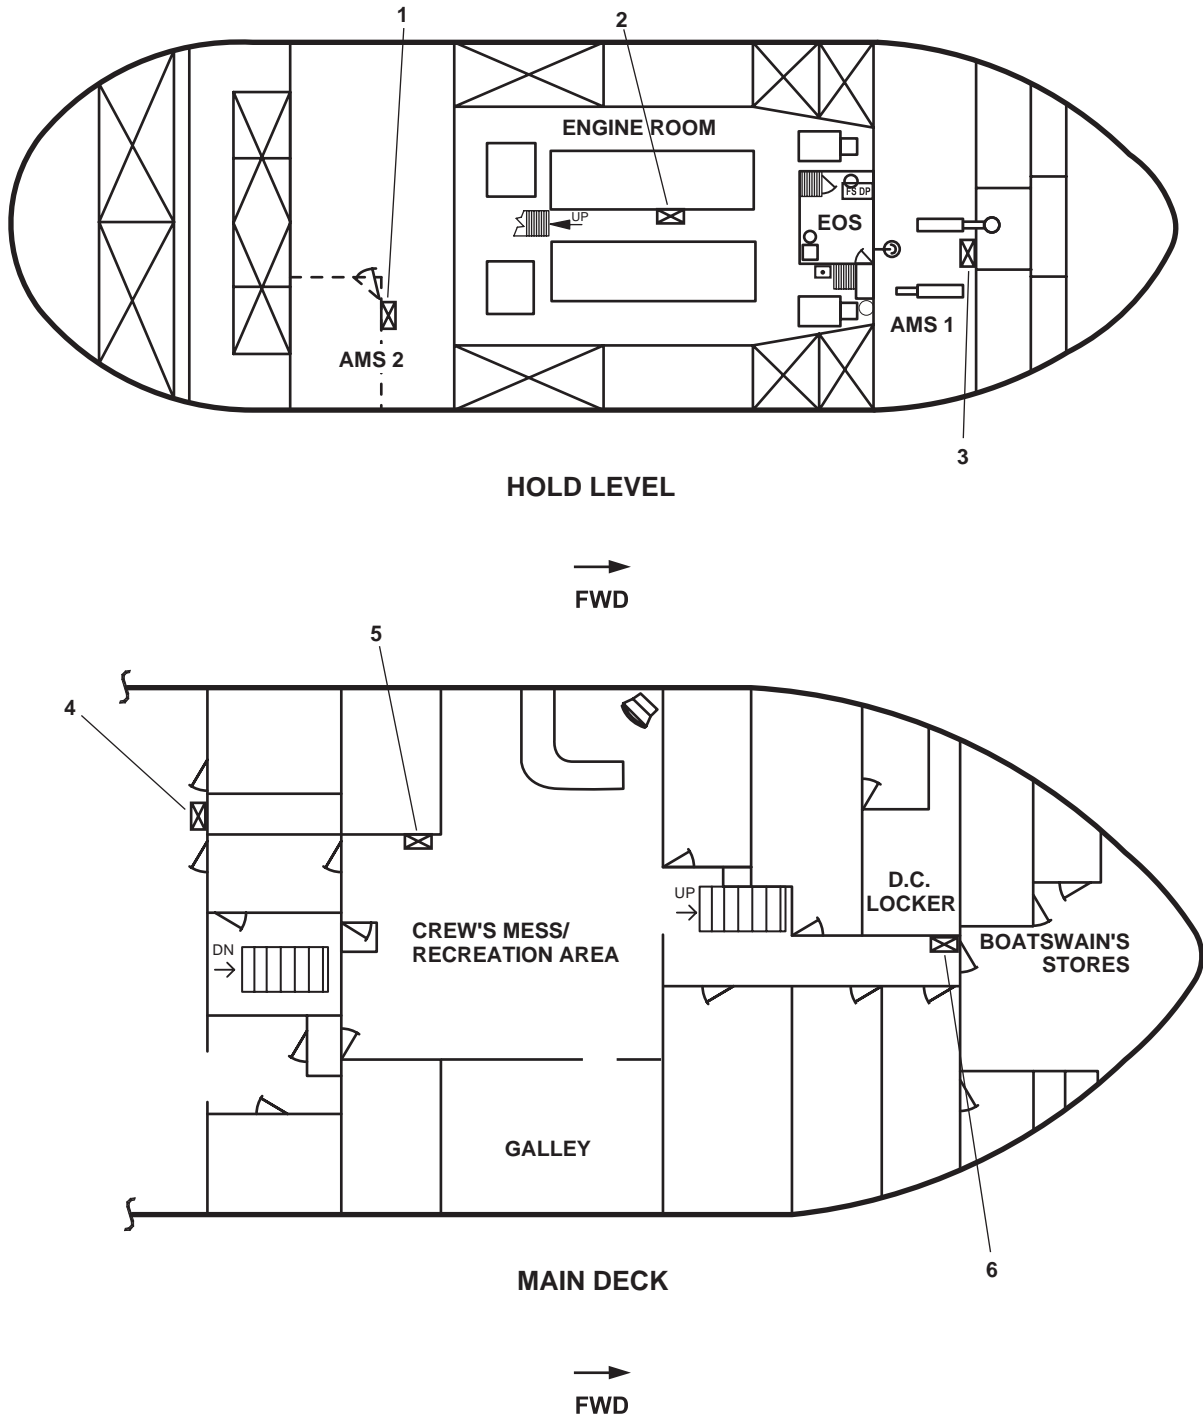 1
2
ENGINE ROOM
FS DP
UP
EOS
AMS 1
AMS 2
3
HOLD LEVEL
FWD
5
4
UP
D.C.
LOCKER
CREW'S MESS/
RECREATION AREA
DN
BOATSWAIN'S
STORES
GALLEY
6
MAIN DECK
FWD